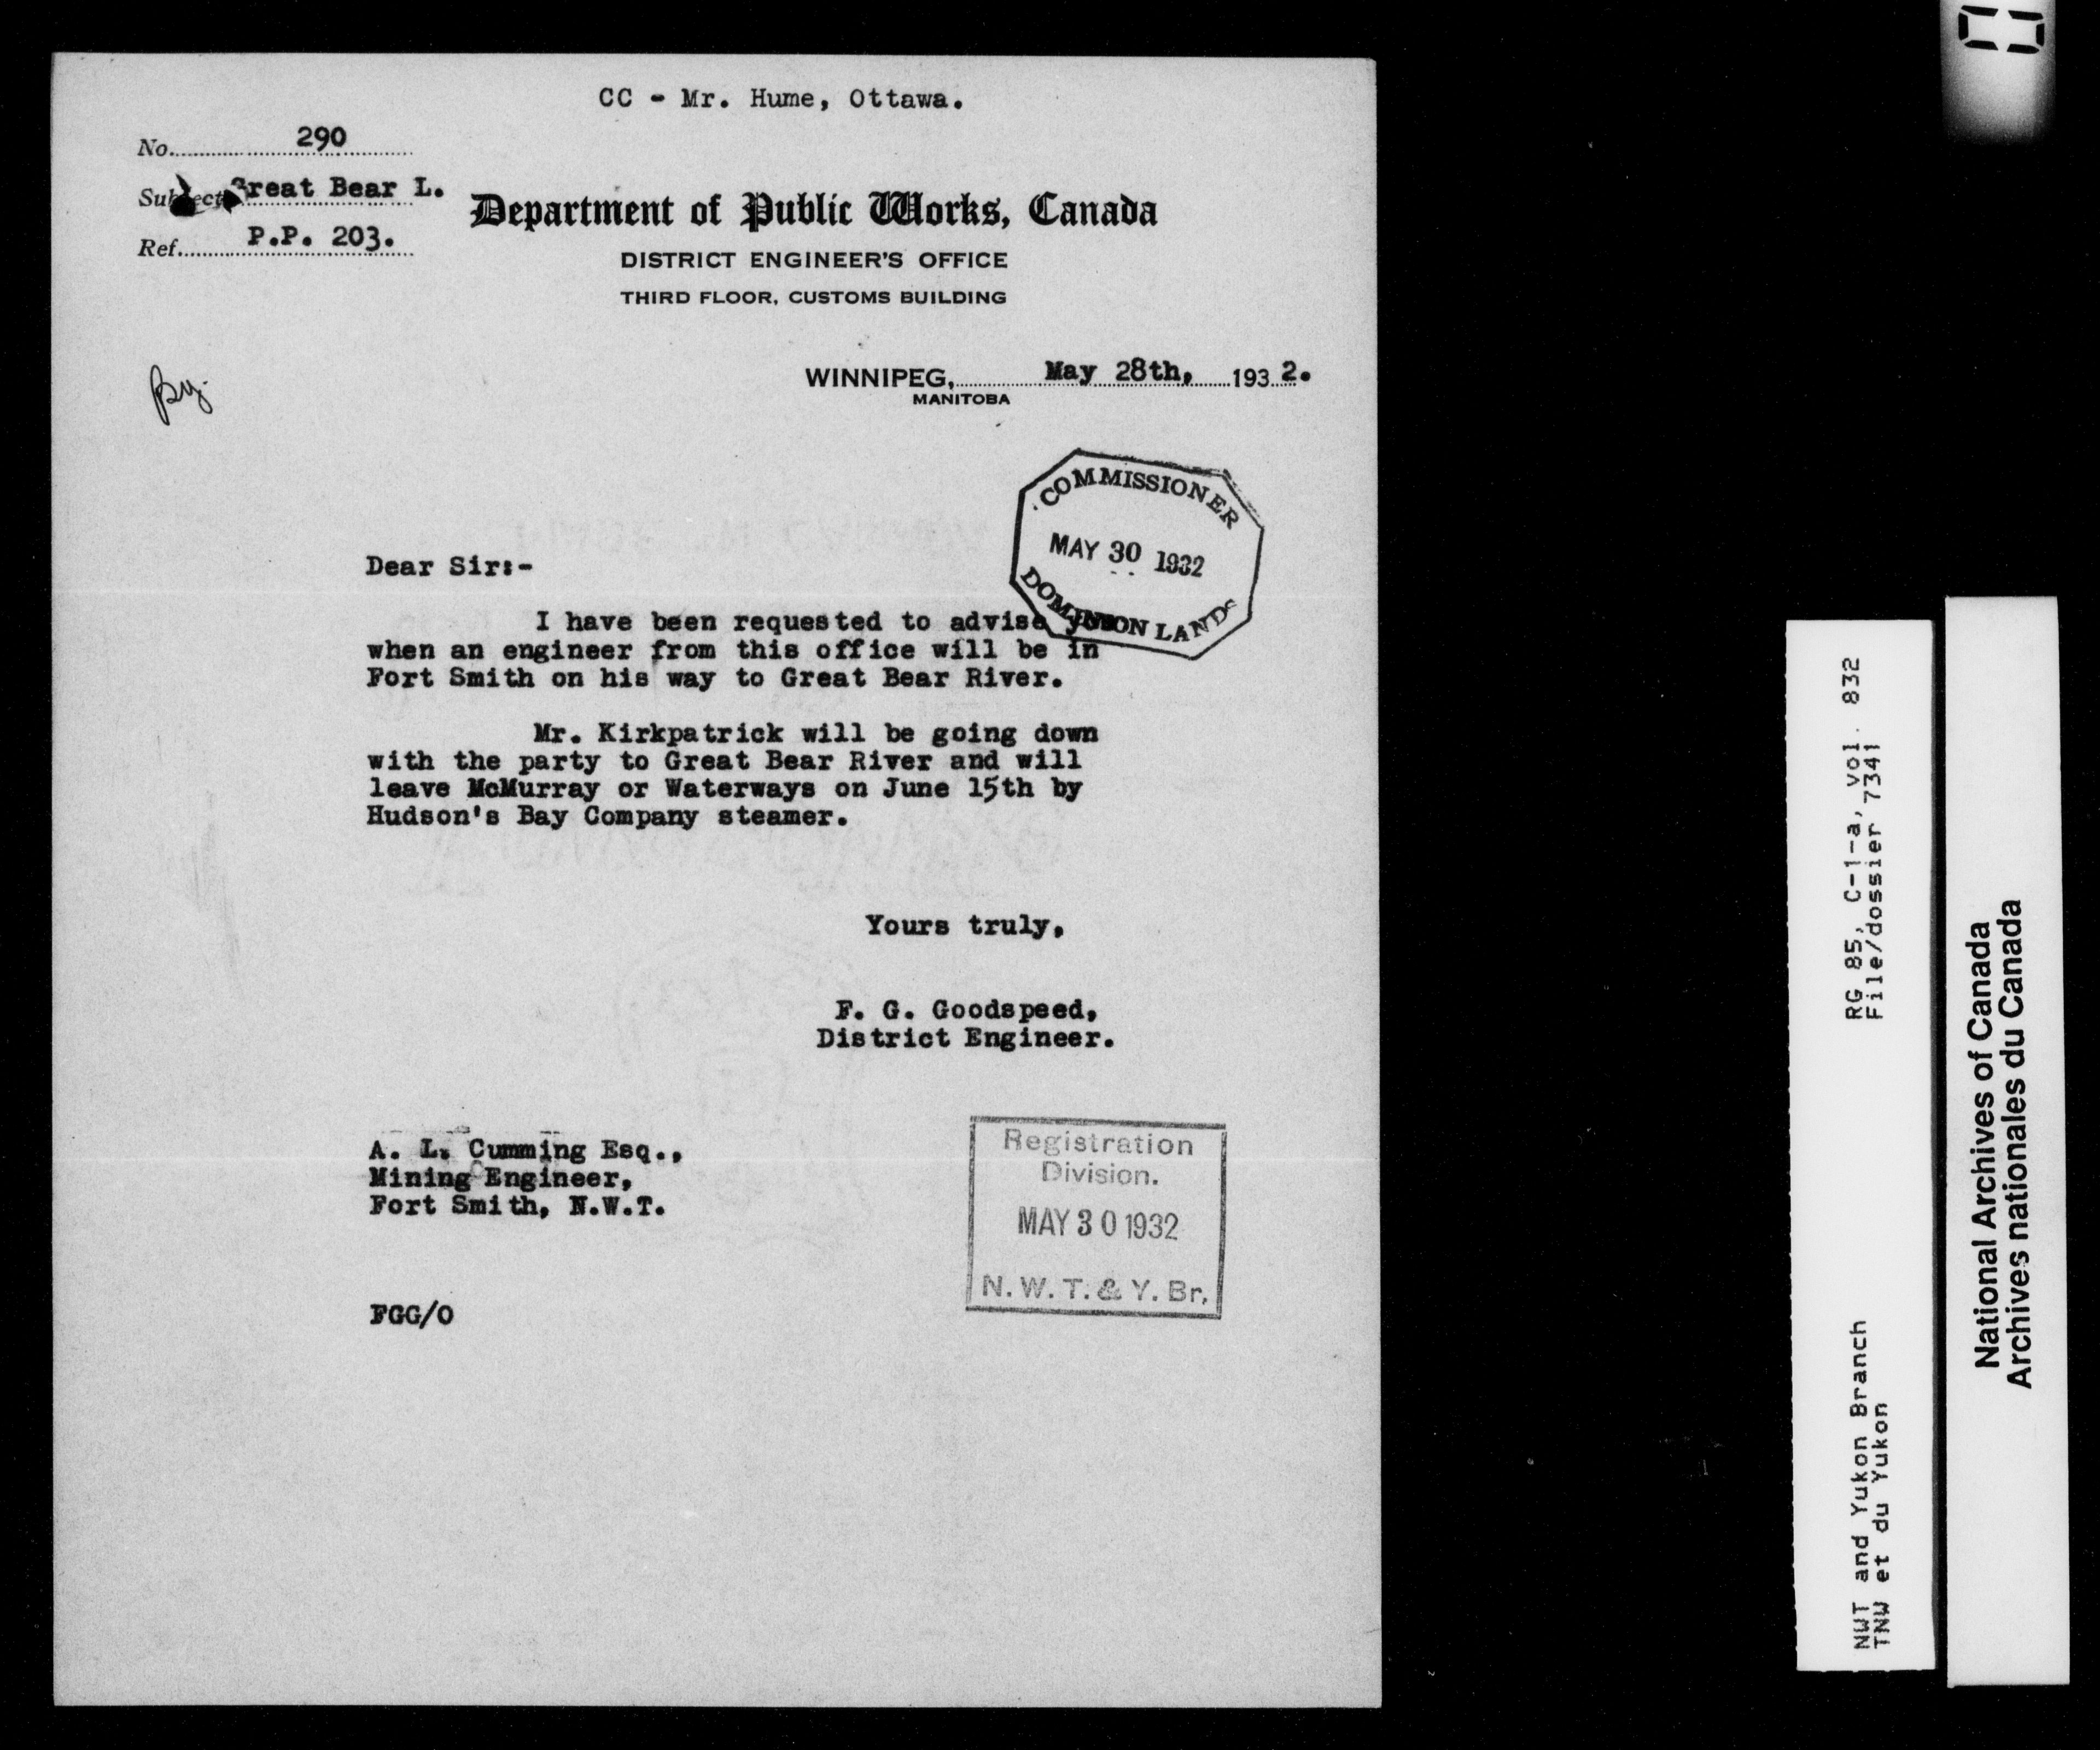 CC - Mr. Hume, Ottawa.
No. 290
Subject Great Bear L.
Ref. P.P. 203.
Department of Public Works, Canada
DISTRICT ENGINEER'S OFFICE
THIRD FLOOR, CUSTOMS BUILDING
WINNIPEG, May 28th, 1932.
MANITOBA
COMMISSIONER
MAY 30 1932
DOMINION LANDS
Dear Sir:-
I have been requested to advise you
when an engineer from this office will be in
Fort Smith on his way to Great Bear River.
Mr. Kirkpatrick will be going down
with the party to Great Bear River and will
leave McMurray or Waterways on June 15th by
Hudson's Bay Company steamer.
Yours truly,
F. G. Goodspeed,
District Engineer.
A. L. Cumming Esq.,
Mining Engineer,
Fort Smith, N.W.T.
Registration
Division.
MAY 30 1932
N. W. T. & Y. Br.
FGG/O
RG 85, C-1-a, vol. 832
File/dossier 7341
NWT and Yukon Branch
TNW et du Yukon
National Archives of Canada
Archives nationales du Canada